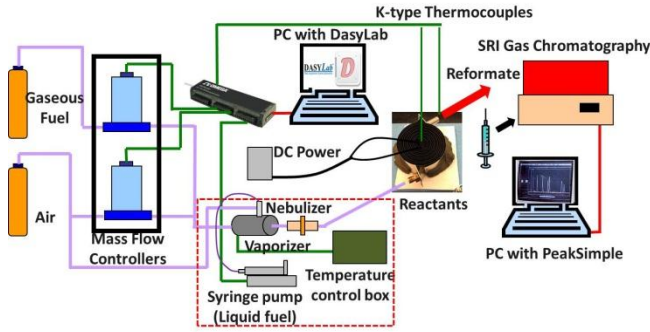 K-type Thermocouples
PC with DasyLab
SRI Gas Chromatography
DASYLab
D
Reformate
Gaseous
Fuel
DC Power
Air
Reactants
Nebulizer
Mass Flow
Controllers
Vaporizer
PC with PeakSimple
Syringe pump
(Liquid fuel)
Temperature
control box